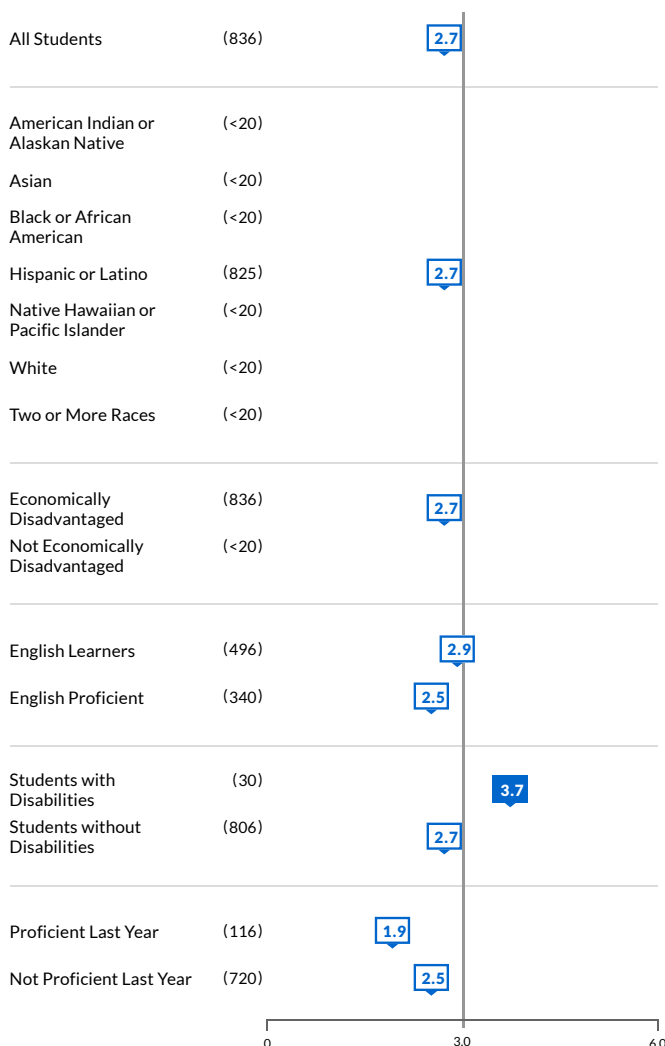 All Students (836) 2.7
American Indian or (<20)
Alaskan Native
Asian (<20)
Black or African (<20)
American
Hispanic or Latino (825) 2.7
Native Hawaiian or (<20)
Pacific Islander
White (<20)
Two or More Races (<20)
Economically (836) 2.7
Disadvantaged
Not Economically (<20)
Disadvantaged
English Learners (496) 2.9
English Proficient (340) 2.5
Students with (30) 3.7
Disabilities
Students without (806) 2.7
Disabilities
Proficient Last Year (116) 1.9
Not Proficient Last Year (720) 2.5
0 3.0 6.0